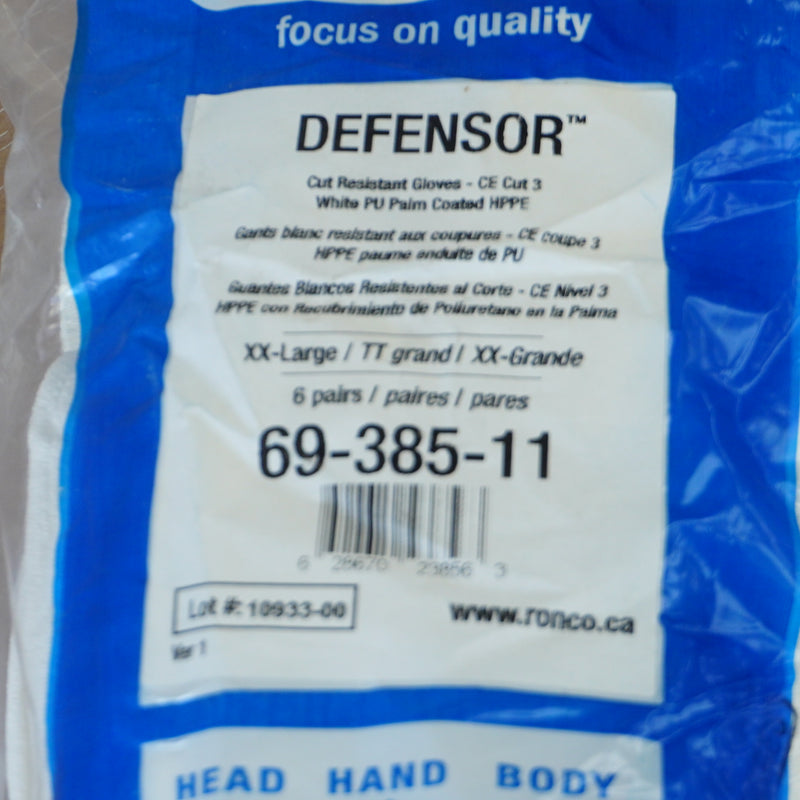 focus on quality
DEFENSOR™
Cut Resistant Gloves - CE Cut 3
White PU Palm Coated HPPE
Gants blanc resistant aux coupures - CE coupe 3
HPPE paume enduite de PU
Guantes Blancos Resistentes al Corte - CE Nivel 3
HPPE con Recubrimiento de Poliuretano en la Palma
XX-Large / TT grand / XX-Grande
6 pairs / paires / pares
69-385-11
6 28670 23856 3
Lot #: 10933-00
www.ronco.ca
Ver 1
HEAD HAND BODY